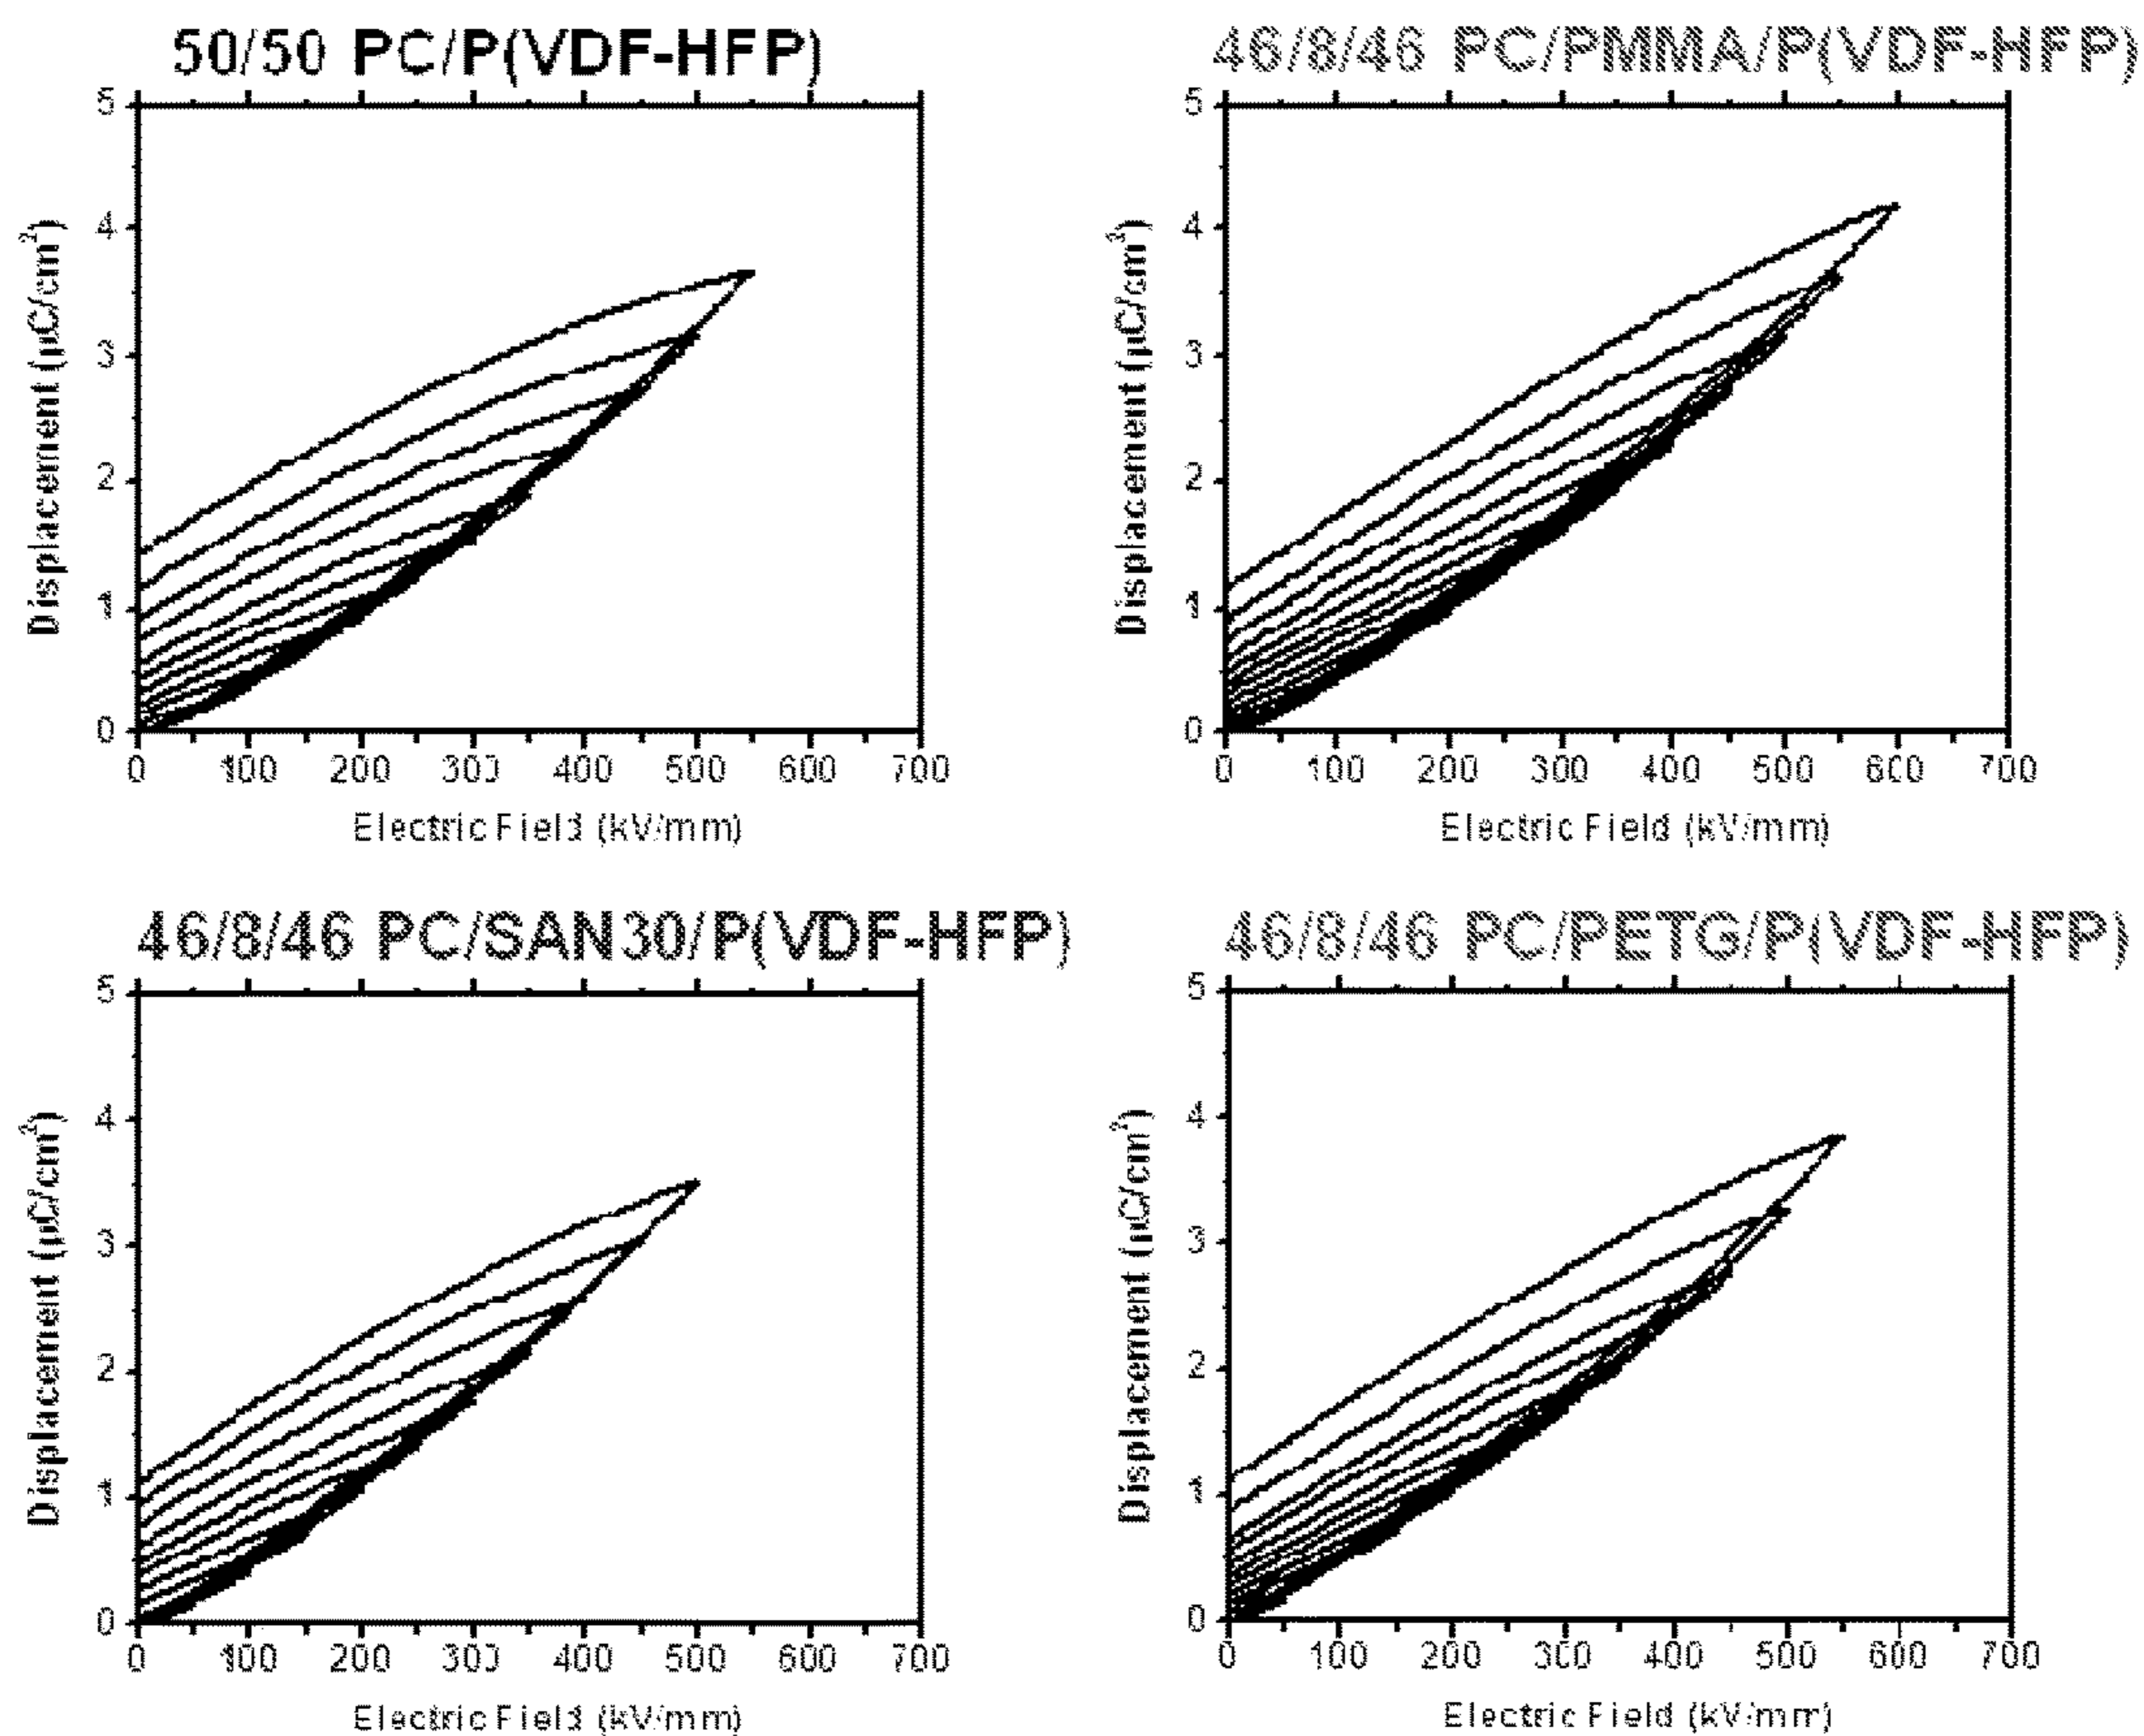 50/50 PC/P(VDF-HFP)
5
4
3
2
1
0
Displacement (µC/cm²)
0 100 200 300 400 500 600 700
Electric Field (kV/mm)
46/8/46 PC/PMMA/P(VDF-HFP)
5
4
3
2
1
0
Displacement (µC/cm²)
0 100 200 300 400 500 600 700
Electric Field (kV/mm)
46/8/46 PC/SAN30/P(VDF-HFP)
5
4
3
2
1
0
Displacement (µC/cm²)
0 100 200 300 400 500 600 700
Electric Field (kV/mm)
46/8/46 PC/PETG/P(VDF-HFP)
5
4
3
2
1
0
Displacement (µC/cm²)
0 100 200 300 400 500 600 700
Electric Field (kV/mm)